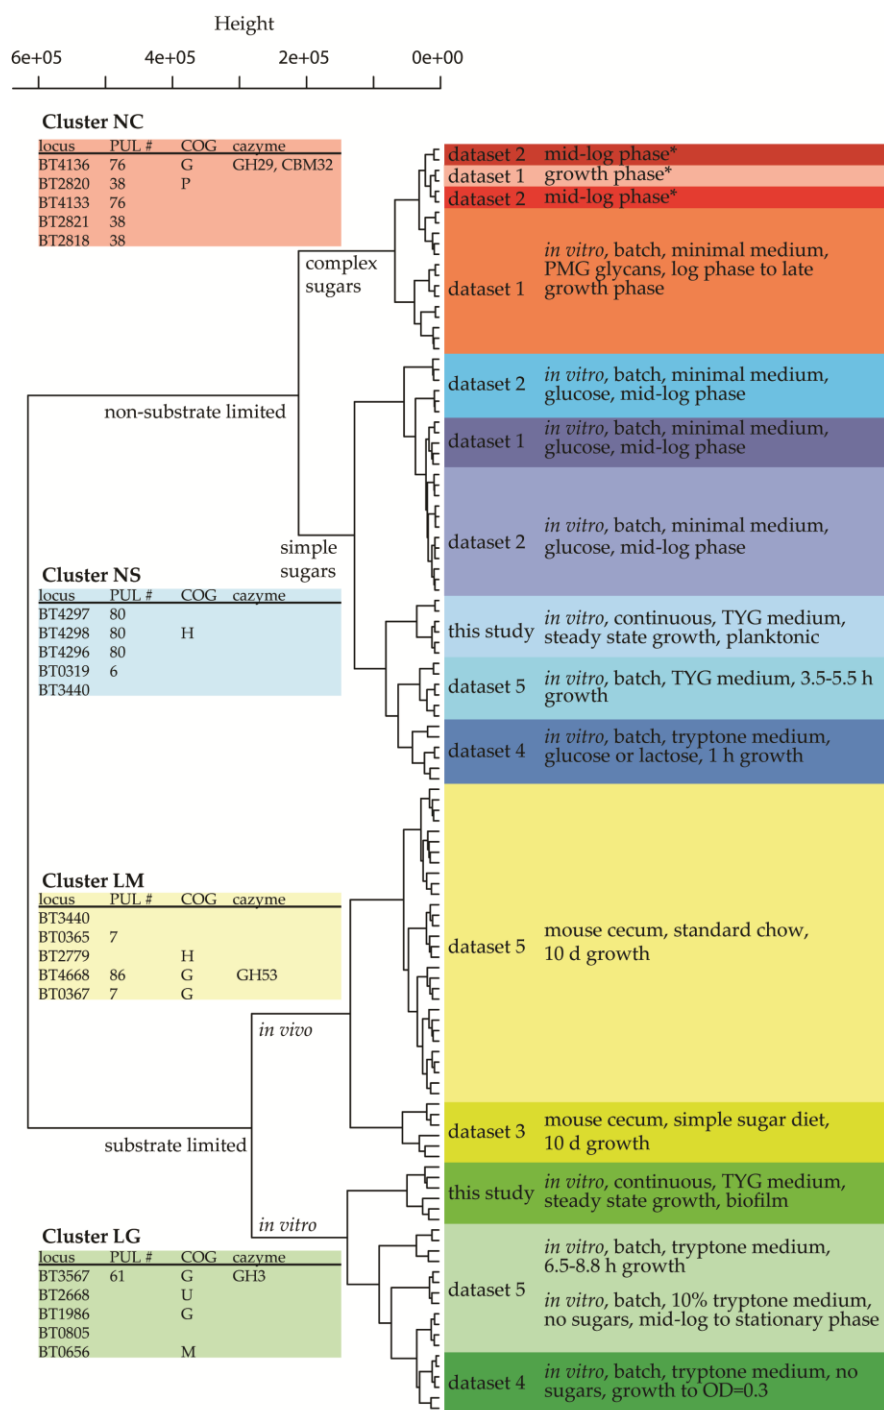 Height
6e+05 4e+05 2e+05 0e+00
Cluster NC
locus PUL # COG cazyme
BT4136 76 G GH29, CBM32
BT2820 38 P
BT4133 76
BT2821 38
BT2818 38
dataset 2 mid-log phase*
dataset 1 growth phase*
dataset 2 mid-log phase*
complex
sugars
dataset 1 in vitro, batch, minimal medium,
PMG glycans, log phase to late
growth phase
non-substrate limited
dataset 2 in vitro, batch, minimal medium,
glucose, mid-log phase
dataset 1 in vitro, batch, minimal medium,
glucose, mid-log phase
dataset 2 in vitro, batch, minimal medium,
glucose, mid-log phase
simple
sugars
Cluster NS
locus PUL # COG cazyme
BT4297 80
BT4298 80 H
BT4296 80
BT0319 6
BT3440
this study in vitro, continuous, TYG medium,
steady state growth, planktonic
dataset 5 in vitro, batch, TYG medium, 3.5-5.5 h
growth
dataset 4 in vitro, batch, tryptone medium,
glucose or lactose, 1 h growth
Cluster LM
locus PUL # COG cazyme
BT3440
BT0365 7
BT2779 H
BT4668 86 G GH53
BT0367 7 G
dataset 5 mouse cecum, standard chow,
10 d growth
in vivo
substrate limited
dataset 3 mouse cecum, simple sugar diet,
10 d growth
this study in vitro, continuous, TYG medium,
steady state growth, biofilm
in vitro
Cluster LG
locus PUL # COG cazyme
BT3567 61 G GH3
BT2668 U
BT1986 G
BT0805
BT0656 M
dataset 5 in vitro, batch, tryptone medium,
6.5-8.8 h growth
in vitro, batch, 10% tryptone medium,
no sugars, mid-log to stationary phase
dataset 4 in vitro, batch, tryptone medium, no
sugars, growth to OD=0.3